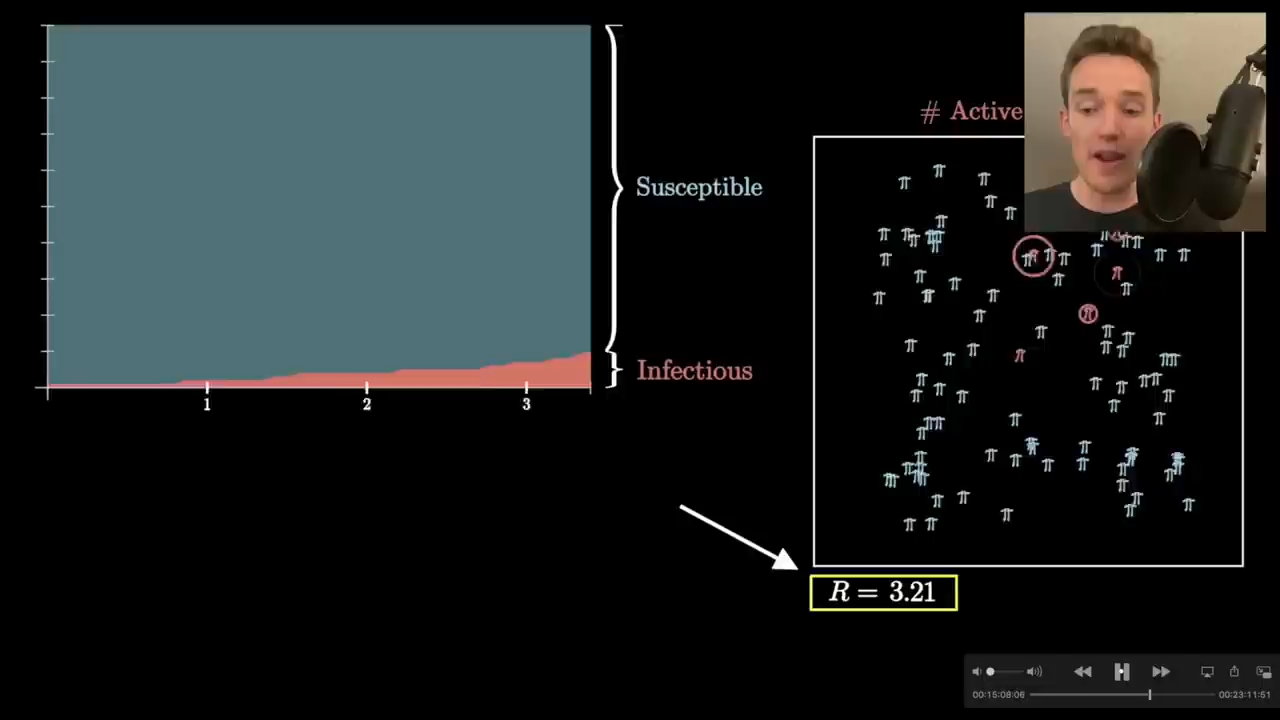 # Active
Susceptible
Infectious
1 2 3
R = 3.21
00:15:08:06 00:23:11:51